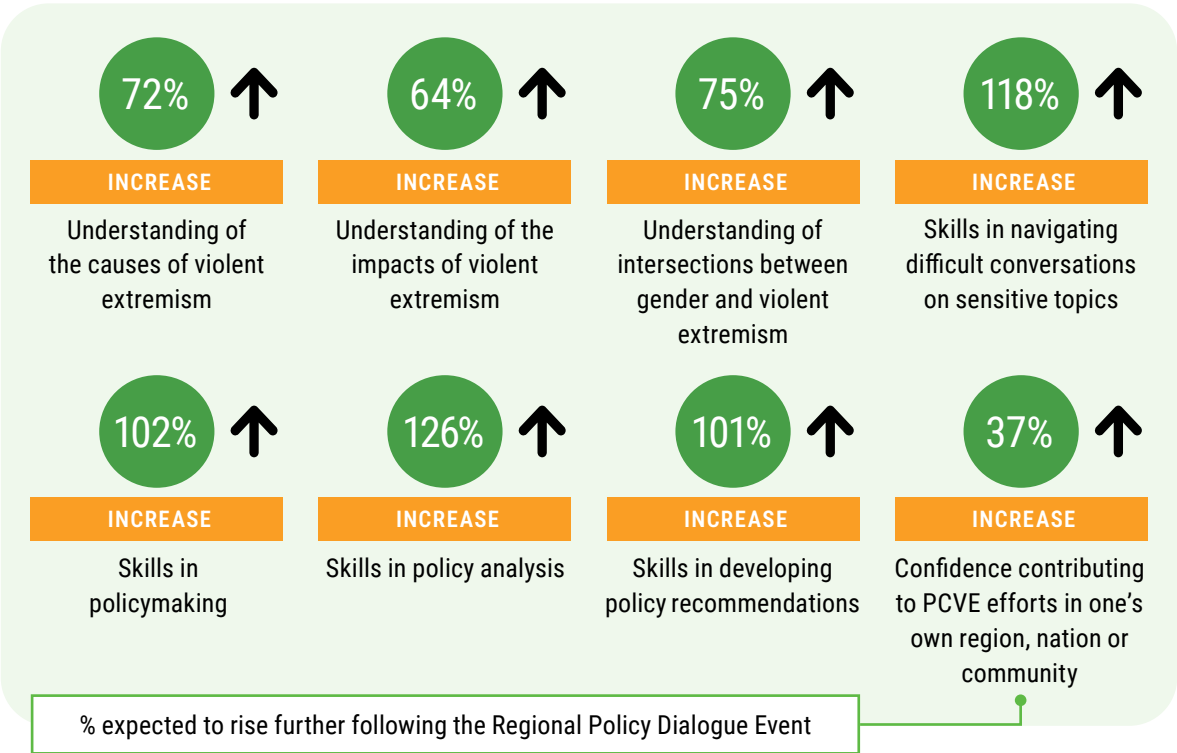 72%
INCREASE
Understanding of
the causes of violent
extremism
64%
INCREASE
Understanding of the
impacts of violent
extremism
75%
INCREASE
Understanding of
intersections between
gender and violent
extremism
118%
INCREASE
Skills in navigating
difficult conversations
on sensitive topics
102%
INCREASE
Skills in
policymaking
126%
INCREASE
Skills in policy analysis
101%
INCREASE
Skills in developing
policy recommendations
37%
INCREASE
Confidence contributing
to PCVE efforts in one’s
own region, nation or
community
% expected to rise further following the Regional Policy Dialogue Event